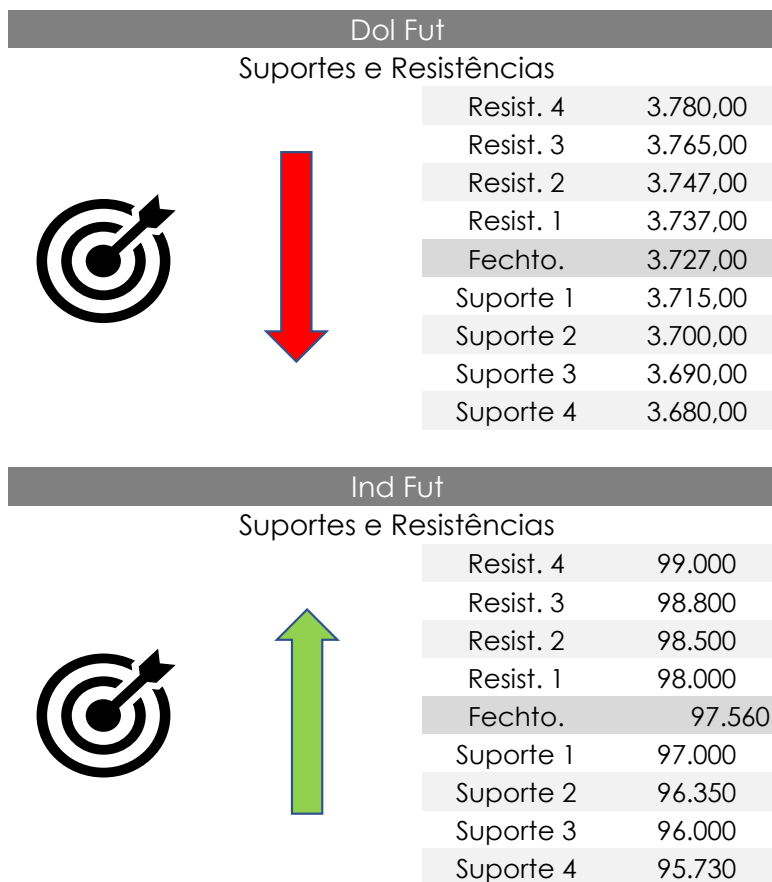 Dol Fut
Suportes e Resistências
Resist. 4 3.780,00
Resist. 3 3.765,00
Resist. 2 3.747,00
Resist. 1 3.737,00
Fechto. 3.727,00
Suporte 1 3.715,00
Suporte 2 3.700,00
Suporte 3 3.690,00
Suporte 4 3.680,00
Ind Fut
Suportes e Resistências
Resist. 4 99.000
Resist. 3 98.800
Resist. 2 98.500
Resist. 1 98.000
Fechto. 97.560
Suporte 1 97.000
Suporte 2 96.350
Suporte 3 96.000
Suporte 4 95.730